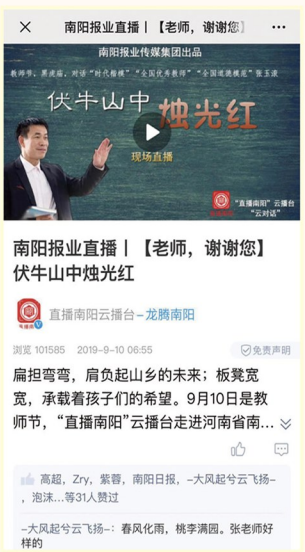 南阳报业直播丨【老师，谢谢您】
南阳报业传媒集团出品
教师节，黑虎庙，对话“时代楷模”“全国优秀教师”“全国道德模范”张玉滚
伏牛山中
烛光红
现场直播
“直播南阳”云播台
“云对话”
南阳报业直播丨【老师，谢谢您】
伏牛山中烛光红
直播南阳云播台-龙腾南阳
浏览 101585 2019-9-10 06:55
免责声明
扁担弯弯，肩负起山乡的未来；板凳宽
宽，承载着孩子们的希望。9月10日是教
师节，“直播南阳”云播台走进河南省南...
高超，Zry，紫蓉，南阳日报，-大风起兮云飞扬-
，泡沫...等31人赞过
-大风起兮云飞扬-：春风化雨，桃李满园。张老师好
样的